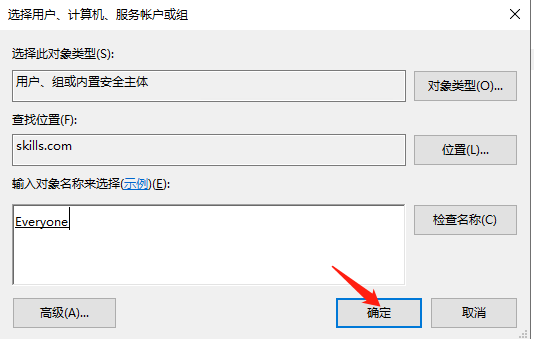 选择用户、计算机、服务帐户或组
选择此对象类型(S):
用户、组或内置安全主体
对象类型(O)...
查找位置(F):
skills.com
位置(L)...
输入对象名称来选择(示例)(E):
Everyone
检查名称(C)
高级(A)...
确定
取消